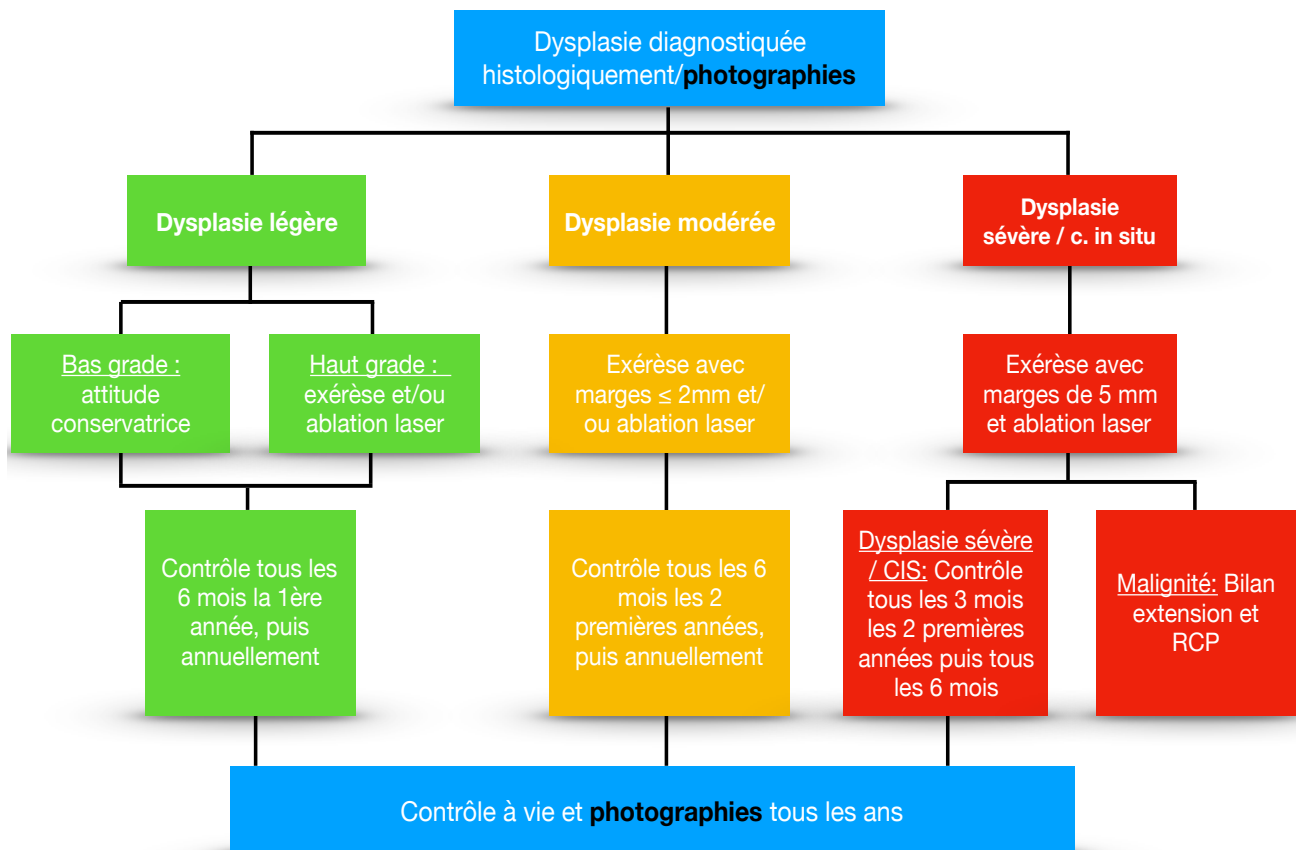 Dysplasie diagnostiquée
histologiquement/photographies
Dysplasie légère
Dysplasie modérée
Dysplasie
sévère / c. in situ
Bas grade :
attitude
conservatrice
Haut grade :
exérèse et/ou
ablation laser
Exérèse avec
marges ≤ 2mm et/
ou ablation laser
Exérèse avec
marges de 5 mm
et ablation laser
Contrôle tous les
6 mois la 1ère
année, puis
annuellement
Contrôle tous les 6
mois les 2
premières années,
puis annuellement
Dysplasie sévère
/ CIS: Contrôle
tous les 3 mois
les 2 premières
années puis tous
les 6 mois
Malignité: Bilan
extension et
RCP
Contrôle à vie et photographies tous les ans